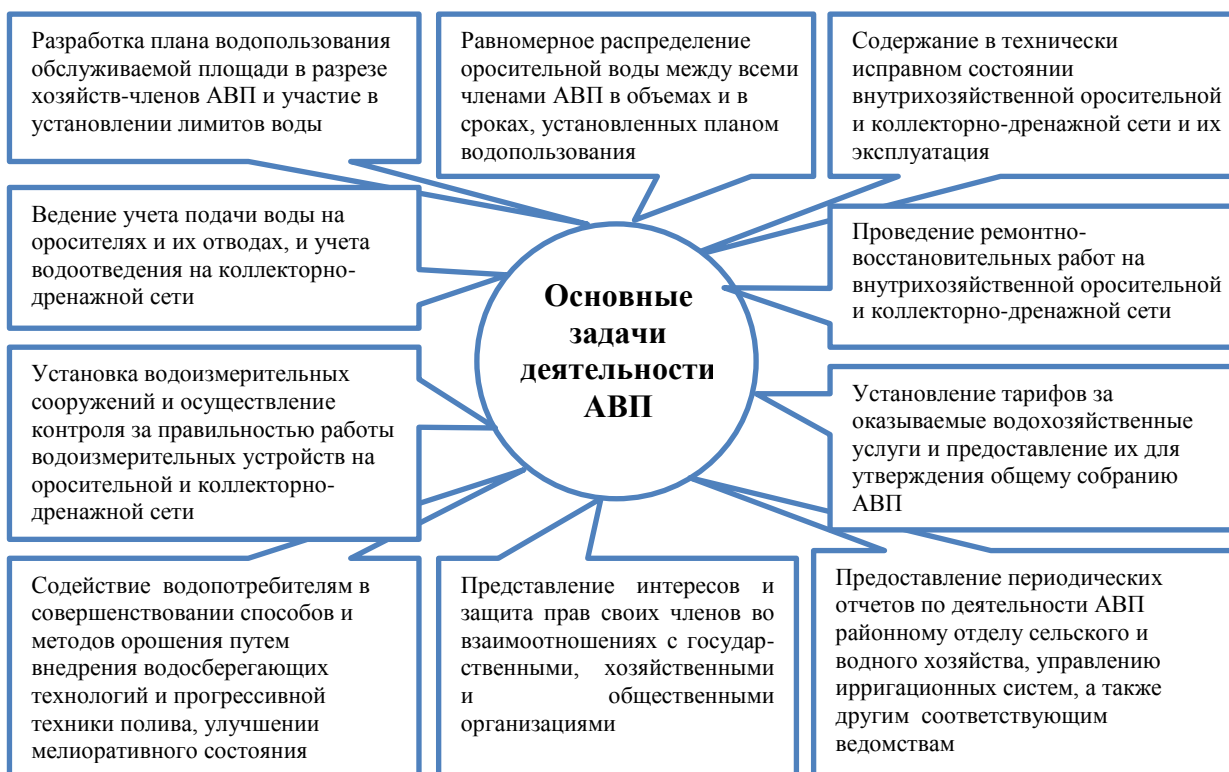 Разработка плана водопользования
обслуживаемой площади в разрезе
хозяйств-членов АВП и участие в
установлении лимитов воды
Равномерное распределение
оросительной воды между всеми
членами АВП в объемах и в
сроках, установленных планом
водопользования
Содержание в технически
исправном состоянии
внутрихозяйственной оросительной
и коллекторно-дренажной сети и их
эксплуатация
Ведение учета подачи воды на
оросителях и их отводах, и учета
водоотведения на коллекторно-
дренажной сети
Основные
задачи
деятельности
АВП
Проведение ремонтно-
восстановительных работ на
внутрихозяйственной оросительной
и коллекторно-дренажной сети
Установка водоизмерительных
сооружений и осуществление
контроля за правильностью работы
водоизмерительных устройств на
оросительной и коллекторно-
дренажной сети
Установление тарифов за
оказываемые водохозяйственные
услуги и предоставление их для
утверждения общему собранию
АВП
Содействие водопотребителям в
совершенствовании способов и
методов орошения путем
внедрения водосберегающих
технологий и прогрессивной
техники полива, улучшении
мелиоративного состояния
Представление интересов и
защита прав своих членов во
взаимоотношениях с государ-
ственными, хозяйственными
и общественными
организациями
Предоставление периодических
отчетов по деятельности АВП
районному отделу сельского и
водного хозяйства, управлению
ирригационных систем, а также
другим соответствующим
ведомствам